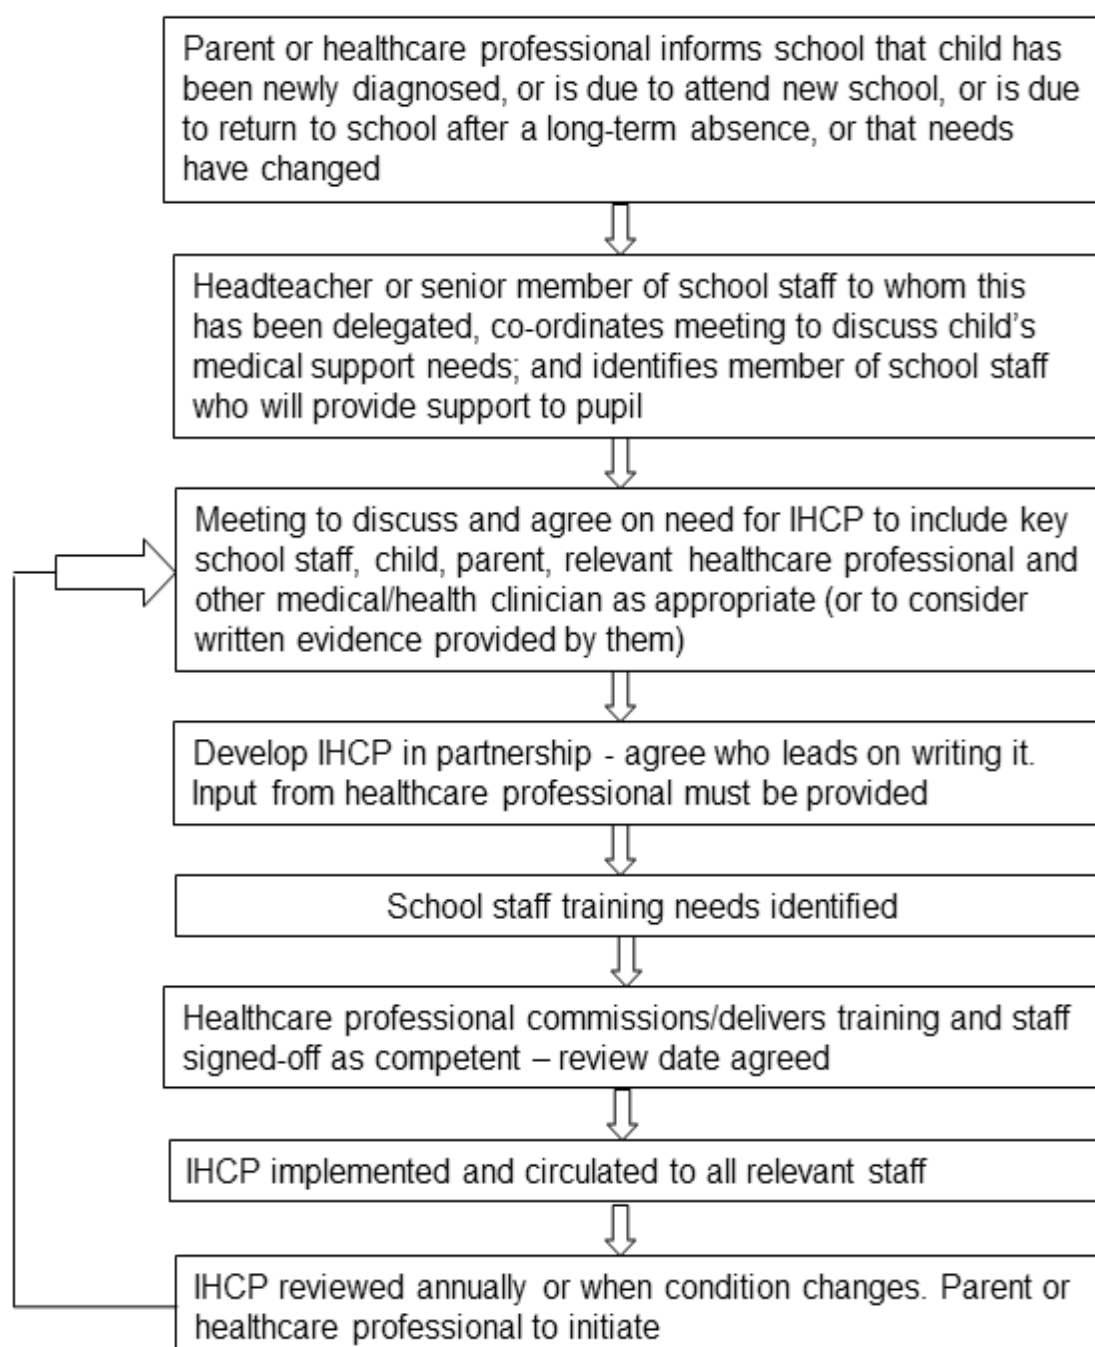 Parent or healthcare professional informs school that child has
been newly diagnosed, or is due to attend new school, or is due
to return to school after a long-term absence, or that needs
have changed
Headteacher or senior member of school staff to whom this
has been delegated, co-ordinates meeting to discuss child's
medical support needs; and identifies member of school staff
who will provide support to pupil
Meeting to discuss and agree on need for IHCP to include key
school staff, child, parent, relevant healthcare professional and
other medical/health clinician as appropriate (or to consider
written evidence provided by them)
Develop IHCP in partnership - agree who leads on writing it.
Input from healthcare professional must be provided
School staff training needs identified
Healthcare professional commissions/delivers training and staff
signed-off as competent – review date agreed
IHCP implemented and circulated to all relevant staff
IHCP reviewed annually or when condition changes. Parent or
healthcare professional to initiate